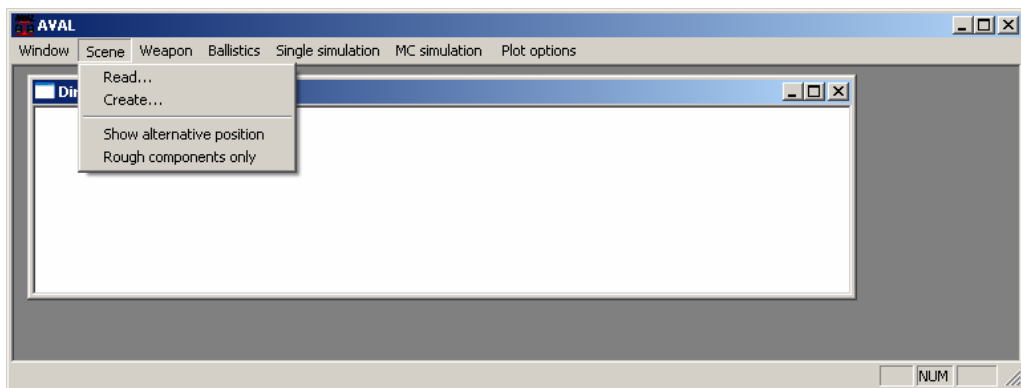 AVAL
Window Scene Weapon Ballistics Single simulation MC simulation Plot options
Read...
Create...
Show alternative position
Rough components only
NUM